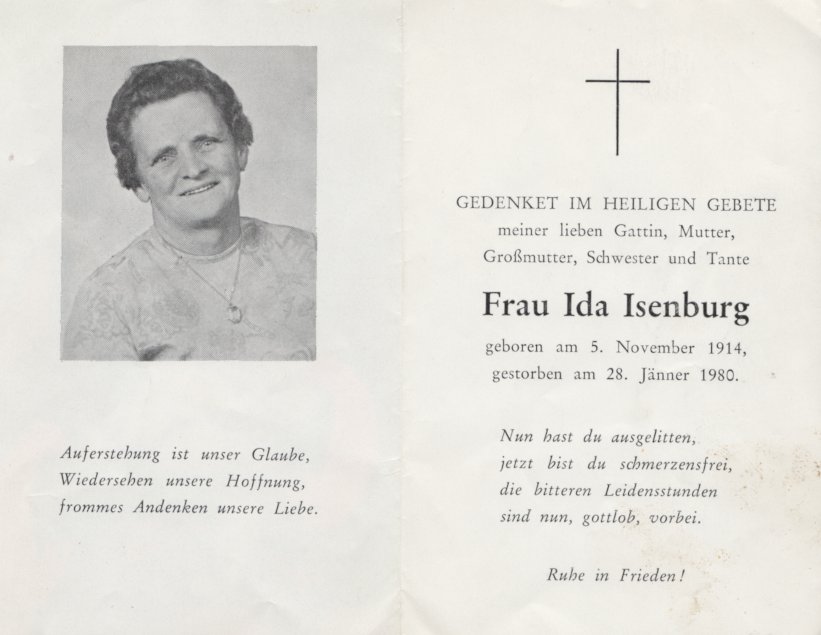 Auferstehung ist unser Glaube,
Wiedersehen unsere Hoffnung,
frommes Andenken unsere Liebe.
GEDENKET IM HEILIGEN GEBETE
meiner lieben Gattin, Mutter,
Großmutter, Schwester und Tante
Frau Ida Isenburg
geboren am 5. November 1914,
gestorben am 28. Jänner 1980.
Nun hast du ausgelitten,
jetzt bist du schmerzensfrei,
die bitteren Leidensstunden
sind nun, gottlob, vorbei.
Ruhe in Frieden!